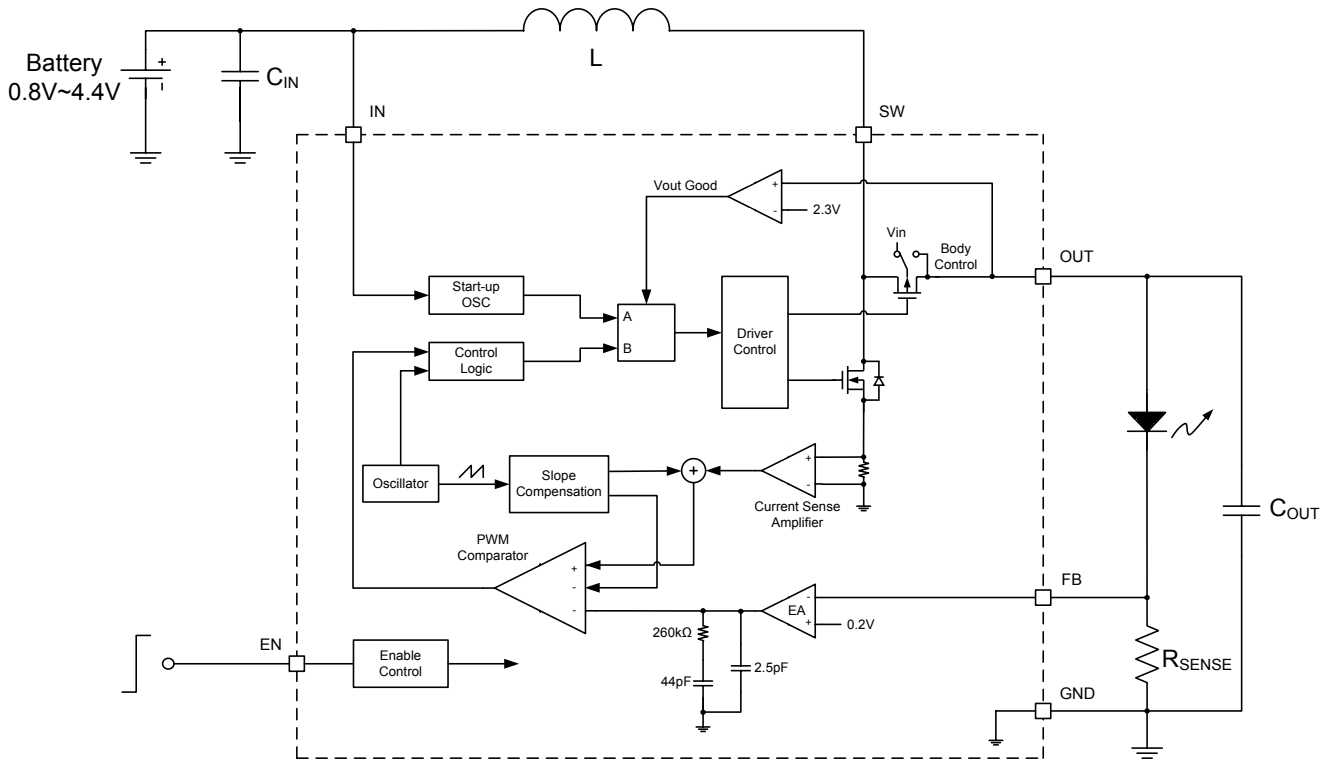 Battery
0.8V~4.4V
+
-
CIN
L
IN
SW
Vout Good
+
-
2.3V
Vin
Body
Control
OUT
Start-up
OSC
A
B
Control
Logic
Driver
Control
Oscillator
Slope
Compensation
+
+
-
Current Sense
Amplifier
COUT
PWM
Comparator
+
-
-
EA
-
+
0.2V
FB
260kΩ
44pF
2.5pF
EN
Enable
Control
RSENSE
GND